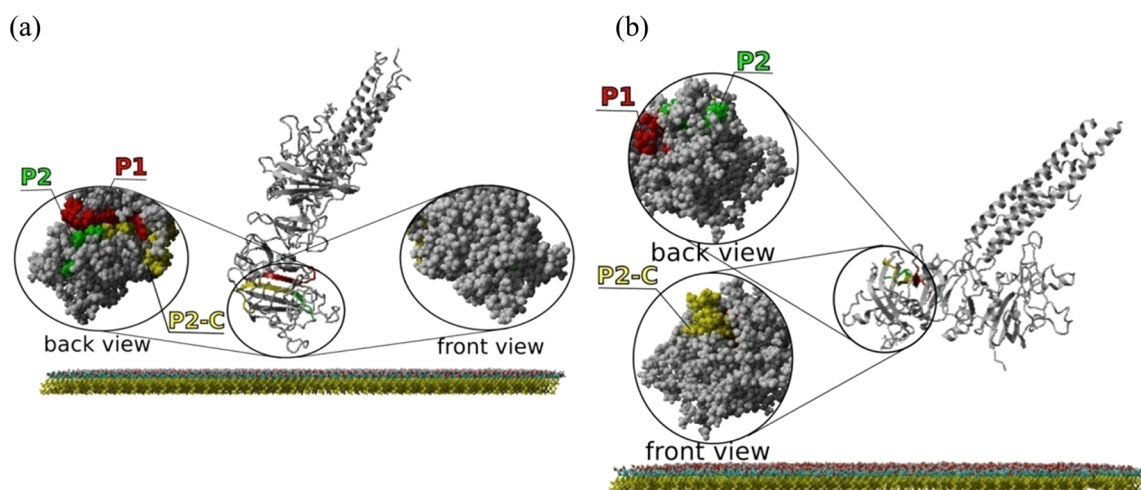 (a)
P1
P2
P2-C
back view
front view
(b)
P2
P1
back view
P2-C
front view